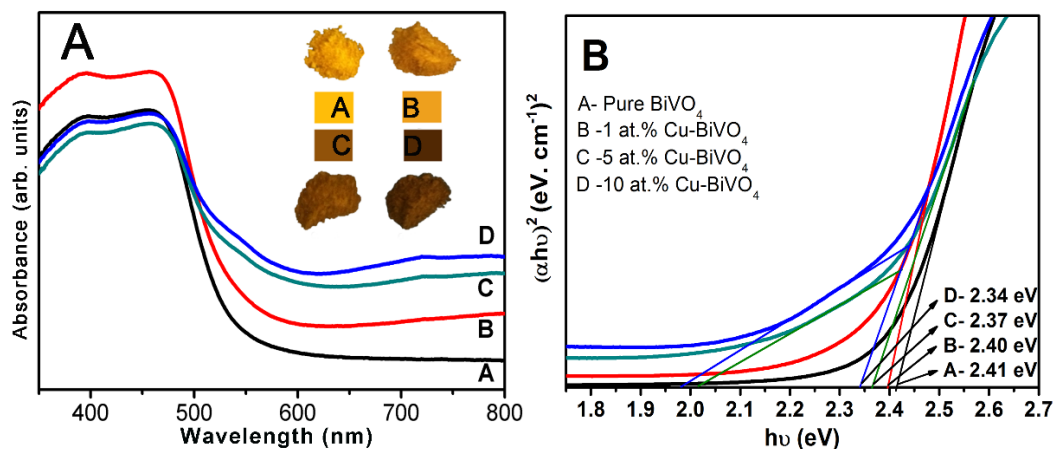 A
Absorbance (arb. units)
A
B
C
D
D
C
B
A
400
500
600
700
800
Wavelength (nm)
B
(αhυ)² (eV. cm⁻¹)²
A- Pure BiVO₄
B -1 at.% Cu-BiVO₄
C -5 at.% Cu-BiVO₄
D -10 at.% Cu-BiVO₄
D- 2.34 eV
C- 2.37 eV
B- 2.40 eV
A- 2.41 eV
1.8
1.9
2.0
2.1
2.2
2.3
2.4
2.5
2.6
2.7
hυ (eV)